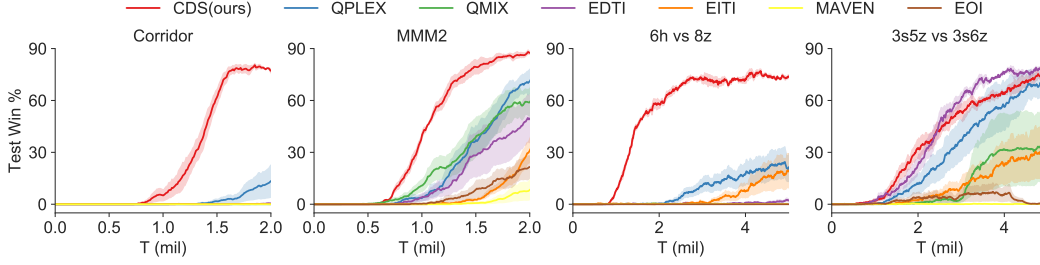 CDS(ours) QPLEX QMIX EDTI EITI MAVEN EOI
Corridor MMM2 6h vs 8z 3s5z vs 3s6z
Test Win %
90 90 90 90
60 60 60 60
30 30 30 30
0 0 0 0
0.0 0.5 1.0 1.5 2.0 0.0 0.5 1.0 1.5 2.0 0 2 4 0 2 4
T (mil) T (mil) T (mil) T (mil)